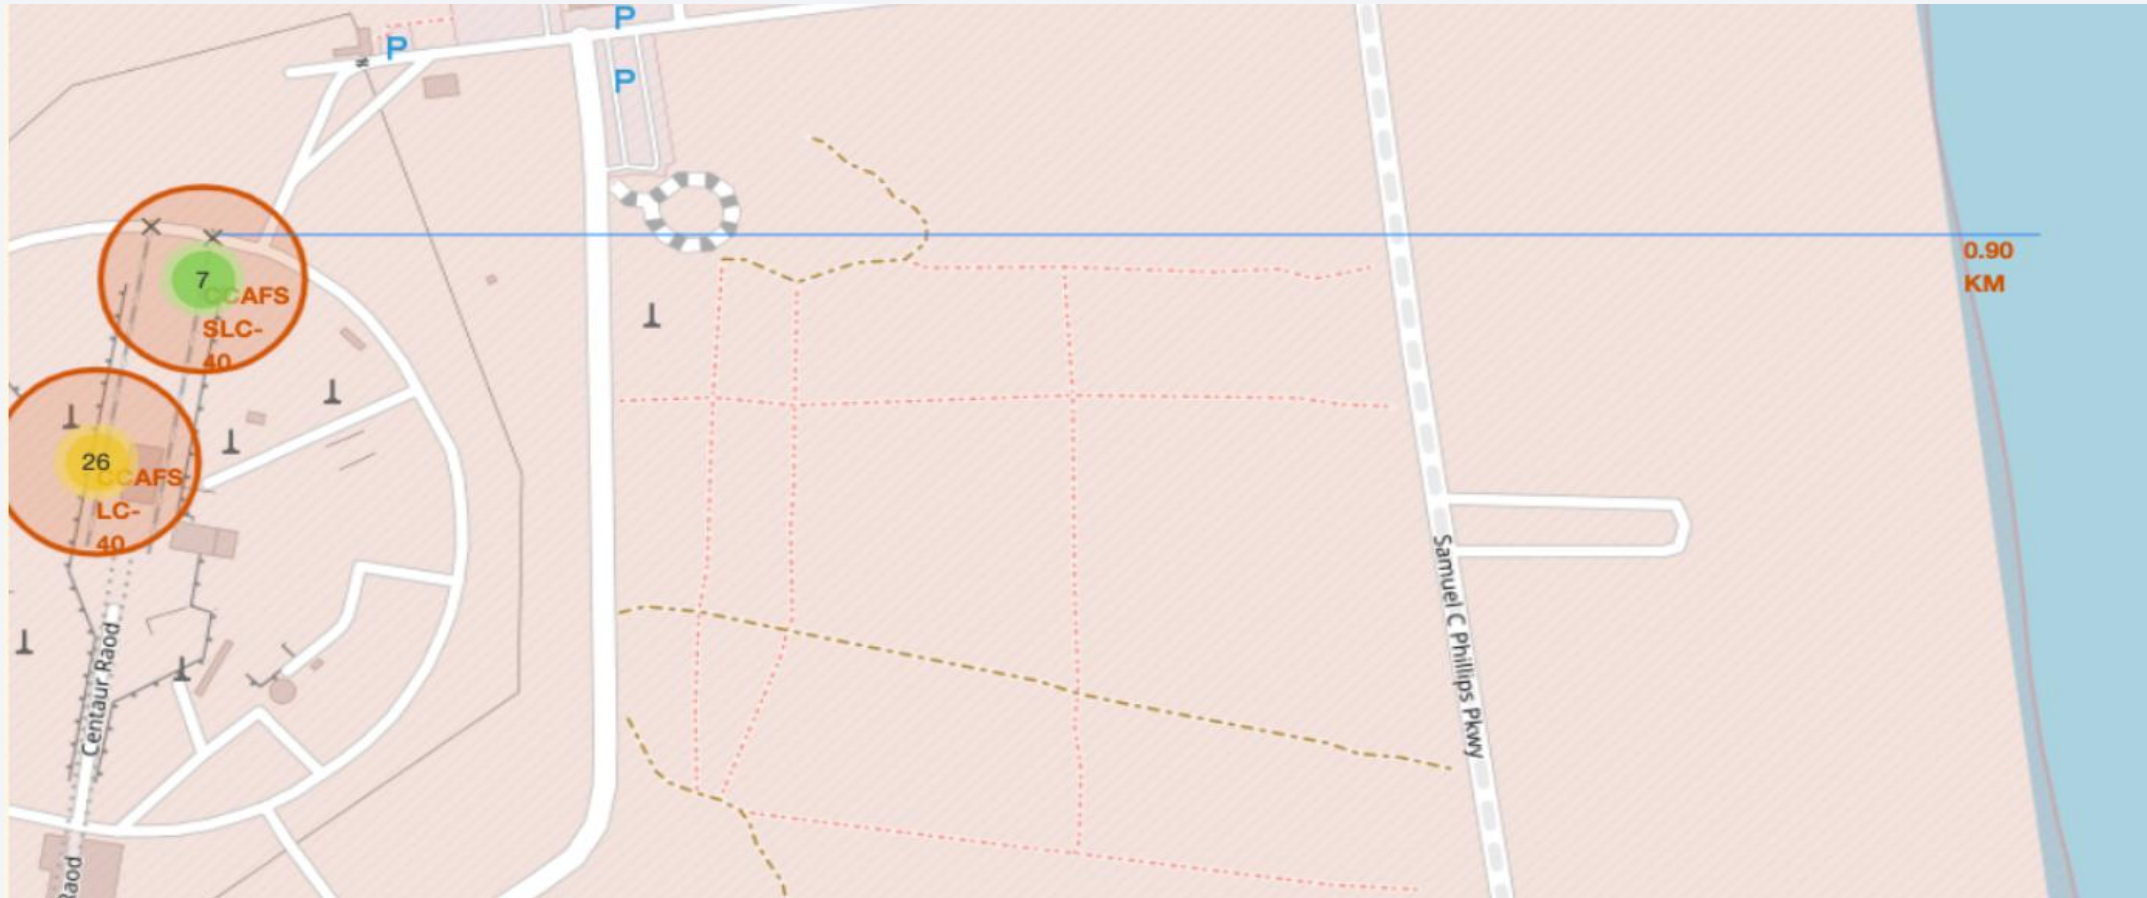 P
P
P
7
CCAFS
SLC-
40
0.90
KM
26
CCAFS
LC-
40
Samuel C Phillips Pkwy
Centaur Raod
Raod